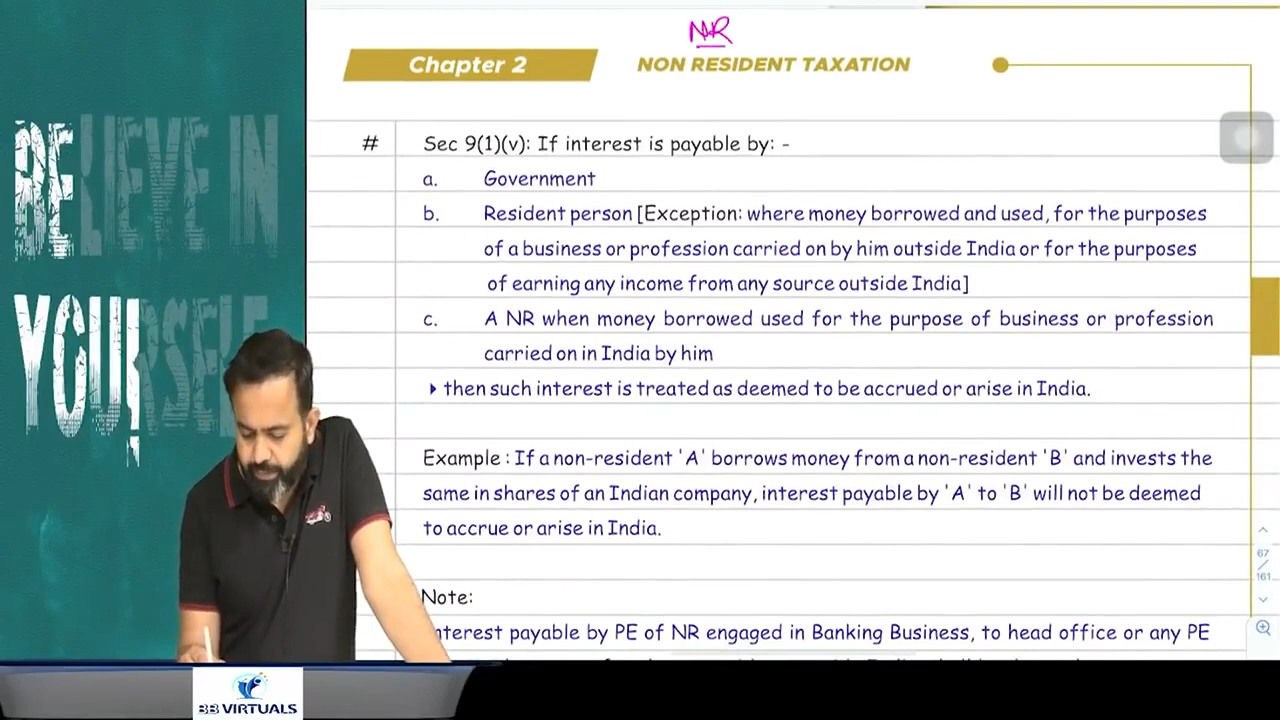 NR
Chapter 2
NON RESIDENT TAXATION
BELIEVE IN
YOURSELF
# Sec 9(1)(v): If interest is payable by: -
a. Government
b. Resident person [Exception: where money borrowed and used, for the purposes
of a business or profession carried on by him outside India or for the purposes
of earning any income from any source outside India]
c. A NR when money borrowed used for the purpose of business or profession
carried on in India by him
then such interest is treated as deemed to be accrued or arise in India.
Example : If a non-resident 'A' borrows money from a non-resident 'B' and invests the
same in shares of an Indian company, interest payable by 'A' to 'B' will not be deemed
to accrue or arise in India.
Note:
Interest payable by PE of NR engaged in Banking Business, to head office or any PE
67
/
161
BB VIRTUALS